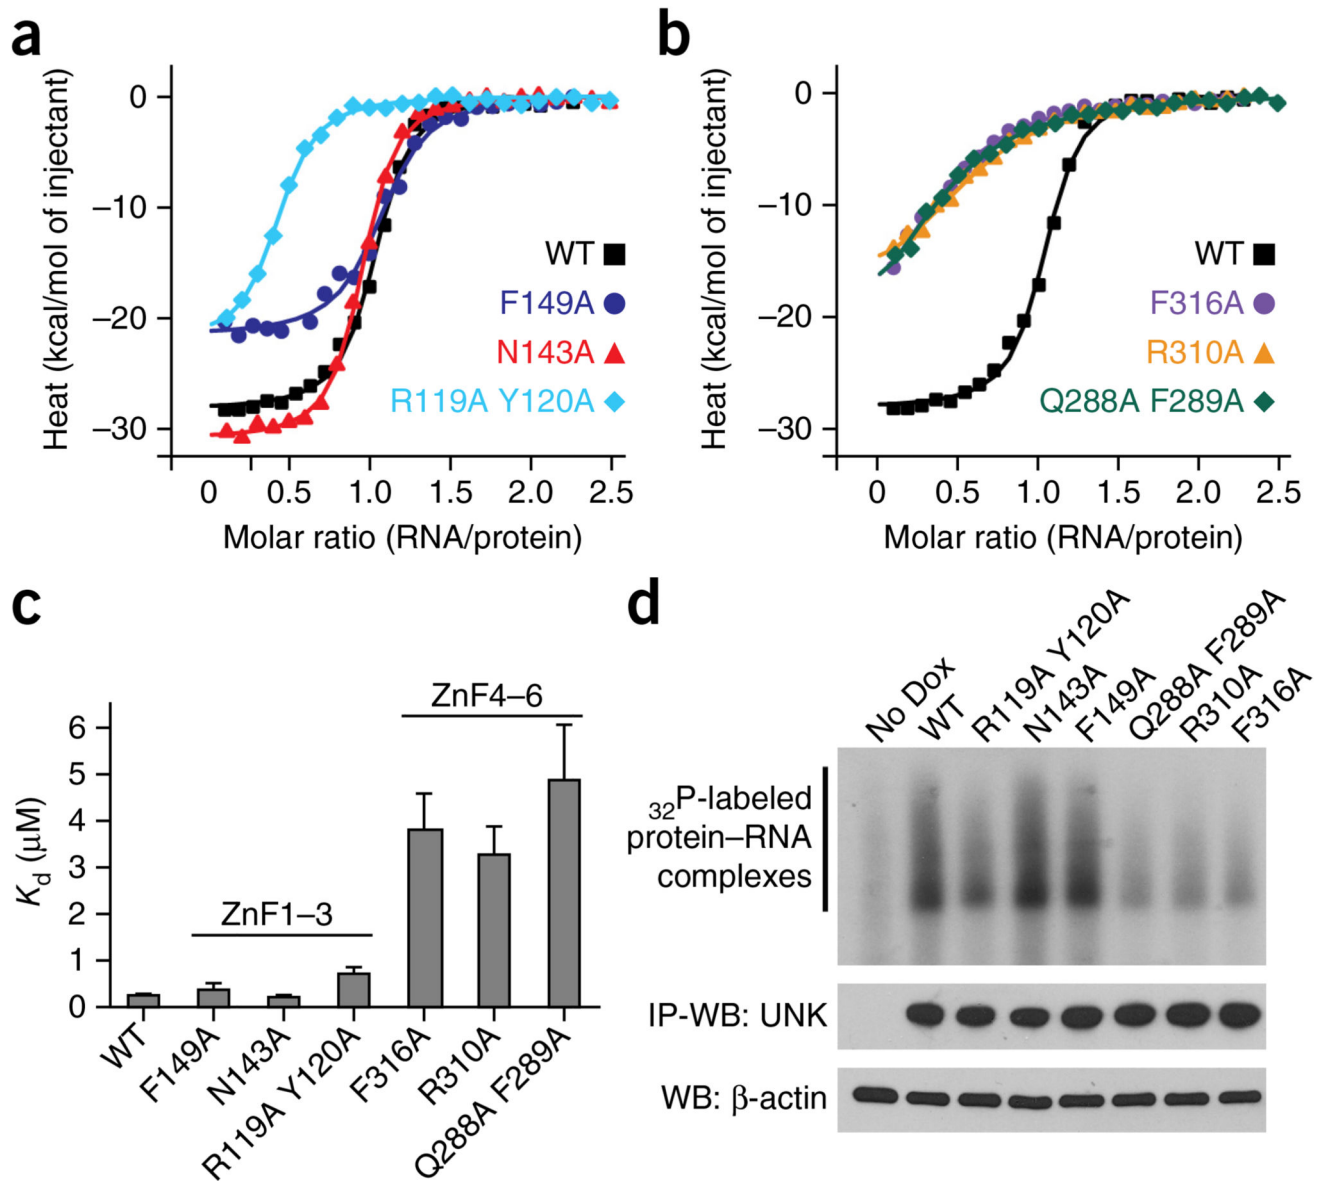 a
Heat (kcal/mol of injectant)
0
–10
–20
–30
WT
F149A
N143A
R119A Y120A
0 0.5 1.0 1.5 2.0 2.5
Molar ratio (RNA/protein)
b
Heat (kcal/mol of injectant)
0
–10
–20
–30
WT
F316A
R310A
Q288A F289A
0 0.5 1.0 1.5 2.0 2.5
Molar ratio (RNA/protein)
c
Kd (μM)
6
5
4
3
2
1
0
ZnF1–3
ZnF4–6
WT
F149A
N143A
R119A Y120A
F316A
R310A
Q288A F289A
d
No Dox
WT
R119A Y120A
N143A
F149A
Q288A F289A
R310A
F316A
32P-labeled
protein–RNA
complexes
IP-WB: UNK
WB: β-actin